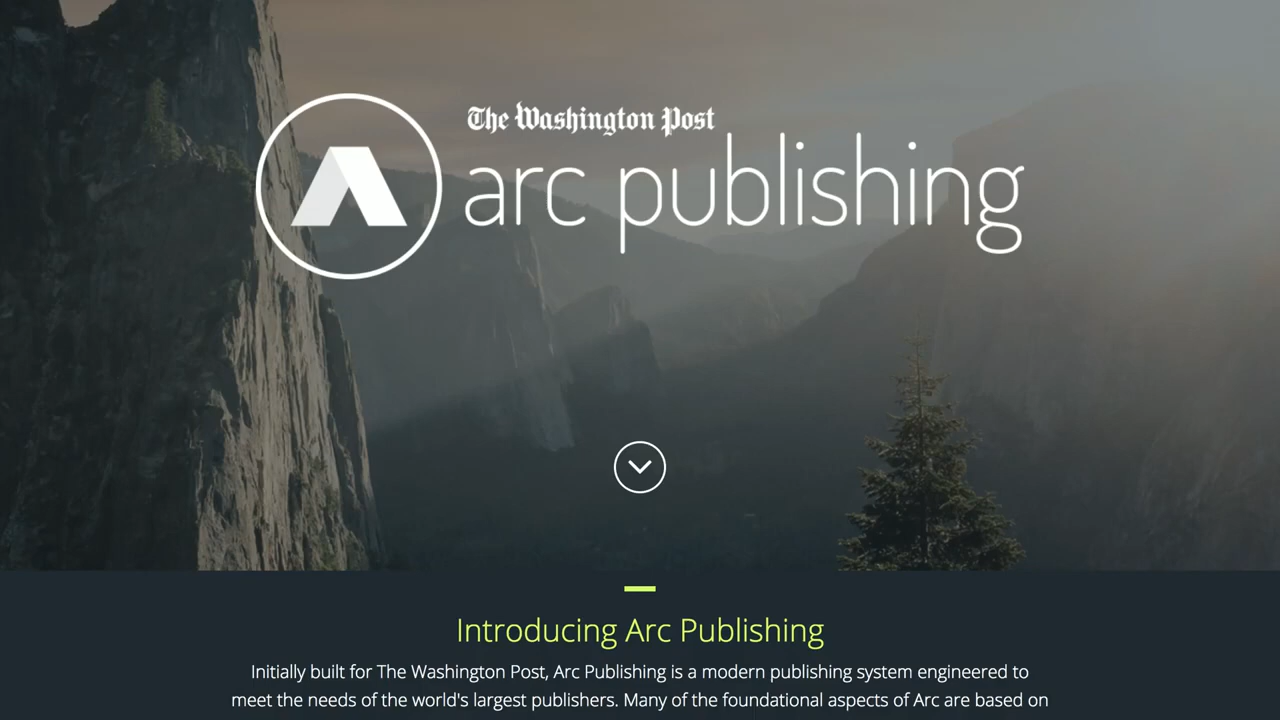 The Washington Post
arc publishing
Introducing Arc Publishing
Initially built for The Washington Post, Arc Publishing is a modern publishing system engineered to
meet the needs of the world's largest publishers. Many of the foundational aspects of Arc are based on